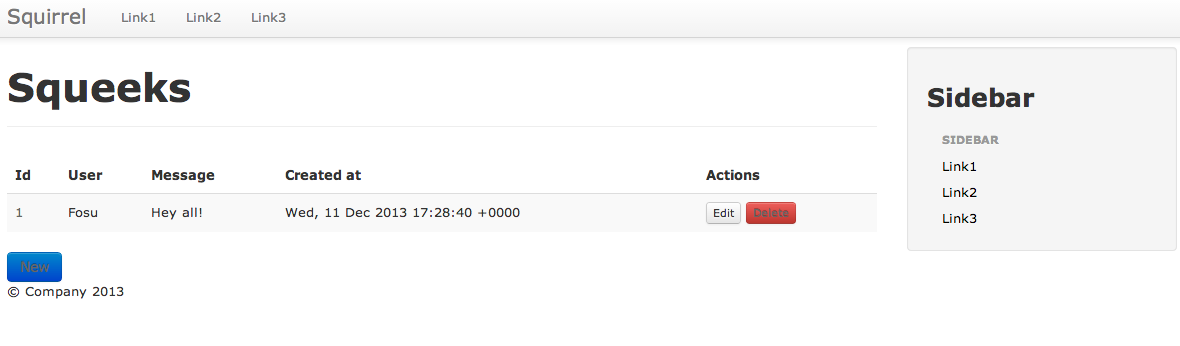 Squirrel Link1 Link2 Link3
Squeeks
Id User Message Created at Actions
1 Fosu Hey all! Wed, 11 Dec 2013 17:28:40 +0000 Edit Delete
New
© Company 2013
Sidebar
SIDEBAR
Link1
Link2
Link3